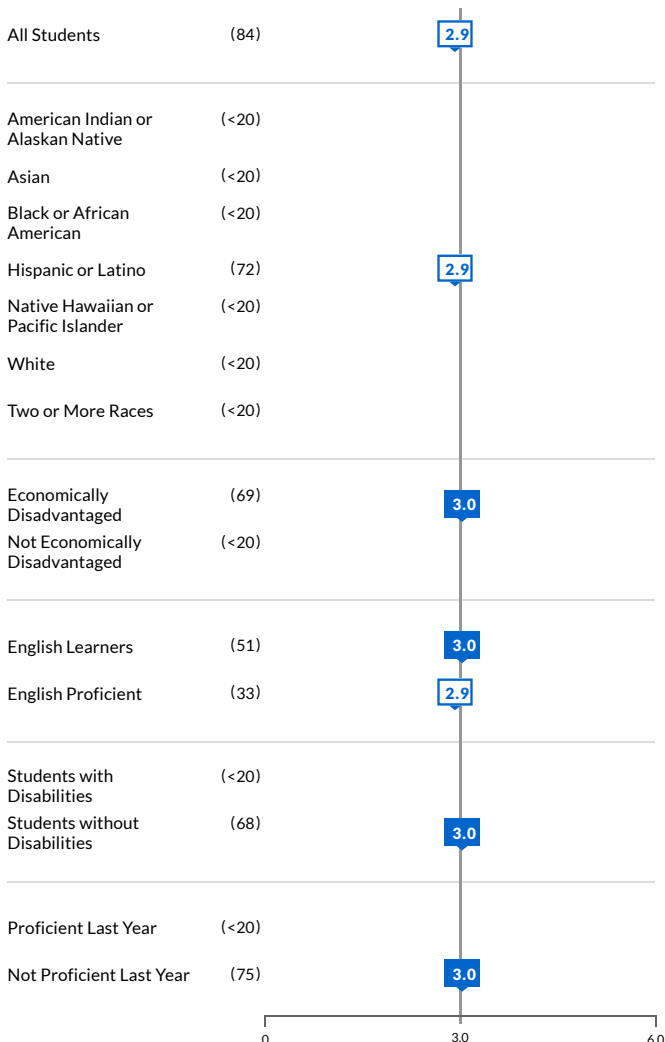 All Students (84) 2.9
American Indian or (<20)
Alaskan Native
Asian (<20)
Black or African (<20)
American
Hispanic or Latino (72) 2.9
Native Hawaiian or (<20)
Pacific Islander
White (<20)
Two or More Races (<20)
Economically (69) 3.0
Disadvantaged
Not Economically (<20)
Disadvantaged
English Learners (51) 3.0
English Proficient (33) 2.9
Students with (<20)
Disabilities
Students without (68) 3.0
Disabilities
Proficient Last Year (<20)
Not Proficient Last Year (75) 3.0
0 3.0 6.0